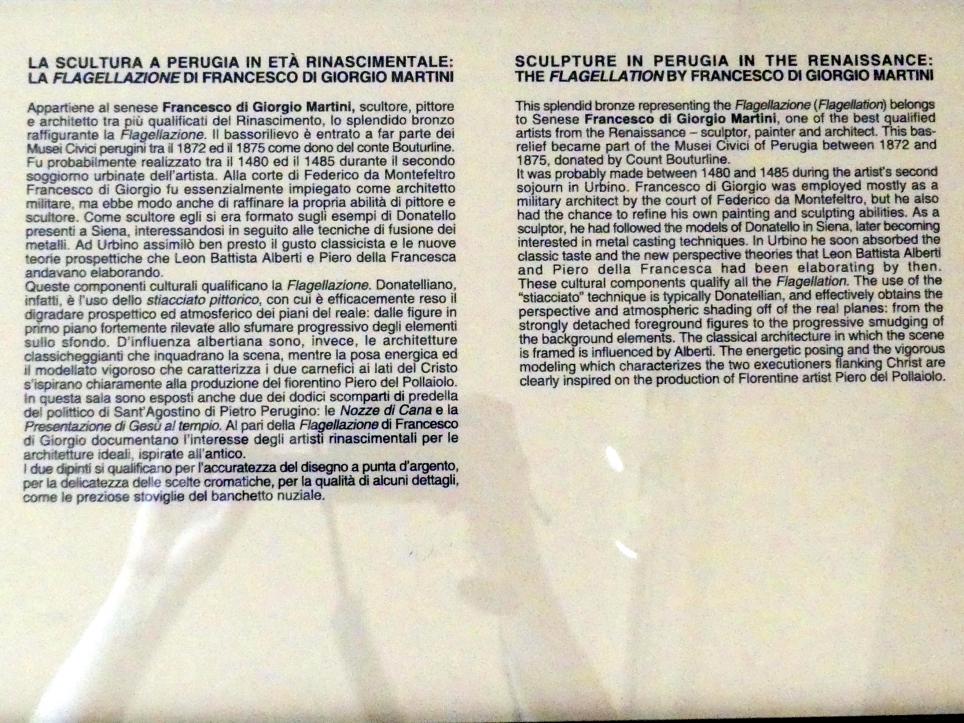 LA SCULTURA A PERUGIA IN ETÀ RINASCIMENTALE:
LA FLAGELLAZIONE DI FRANCESCO DI GIORGIO MARTINI
Appartiene al senese Francesco di Giorgio Martini, scultore, pittore
e architetto tra più qualificati del Rinascimento, lo splendido bronzo
raffigurante la Flagellazione. Il bassorilievo è entrato a far parte dei
Musei Civici perugini tra il 1872 ed il 1875 come dono del conte Bouturline.
Fu probabilmente realizzato tra il 1480 ed il 1485 durante il secondo
soggiorno urbinate dell'artista. Alla corte di Federico da Montefeltro
Francesco di Giorgio fu essenzialmente impiegato come architetto
militare, ma ebbe modo anche di raffinare la propria abilità di pittore e
scultore. Come scultore egli si era formato sugli esempi di Donatello
presenti a Siena, interessandosi in seguito alle tecniche di fusione dei
metalli. Ad Urbino assimilò ben presto il gusto classicista e le nuove
teorie prospettiche che Leon Battista Alberti e Piero della Francesca
andavano elaborando.
Queste componenti culturali qualificano la Flagellazione. Donatelliano,
infatti, è l'uso dello stiacciato pittorico, con cui è efficacemente reso il
digradare prospettico ed atmosferico dei piani del reale: dalle figure in
primo piano fortemente rilevate allo sfumare progressivo degli elementi
sullo sfondo. D'influenza albertiana sono, invece, le architetture
classicheggianti che inquadrano la scena, mentre la posa energica ed
il modellato vigoroso che caratterizza i due carnefici ai lati del Cristo
s'ispirano chiaramente alla produzione del fiorentino Piero del Pollaiolo.
In questa sala sono esposti anche due dei dodici scomparti di predella
del polittico di Sant'Agostino di Pietro Perugino: le Nozze di Cana e la
Presentazione di Gesù al tempio. Al pari della Flagellazione di Francesco
di Giorgio documentano l'interesse degli artisti rinascimentali per le
architetture ideali, ispirate all'antico.
I due dipinti si qualificano per l'accuratezza del disegno a punta d'argento,
per la delicatezza delle scelte cromatiche, per la qualità di alcuni dettagli,
come le preziose stoviglie del banchetto nuziale.
SCULPTURE IN PERUGIA IN THE RENAISSANCE:
THE FLAGELLATION BY FRANCESCO DI GIORGIO MARTINI
This splendid bronze representing the Flagellazione (Flagellation) belongs
to Senese Francesco di Giorgio Martini, one of the best qualified
artists from the Renaissance – sculptor, painter and architect. This bas-
relief became part of the Musei Civici of Perugia between 1872 and
1875, donated by Count Bouturline.
It was probably made between 1480 and 1485 during the artist's second
sojourn in Urbino. Francesco di Giorgio was employed mostly as a
military architect by the court of Federico da Montefeltro, but he also
had the chance to refine his own painting and sculpting abilities. As a
sculptor, he had followed the models of Donatello in Siena, later becoming
interested in metal casting techniques. In Urbino he soon absorbed the
classic taste and the new perspective theories that Leon Battista Alberti
and Piero della Francesca had been elaborating by then.
These cultural components qualify all the Flagellation. The use of the
"stiacciato" technique is typically Donatellian, and effectively obtains the
perspective and atmospheric shading off of the real planes: from the
strongly detached foreground figures to the progressive smudging of
the background elements. The classical architecture in which the scene
is framed is influenced by Alberti. The energetic posing and the vigorous
modeling which characterizes the two executioners flanking Christ are
clearly inspired on the production of Florentine artist Piero del Pollaiolo.